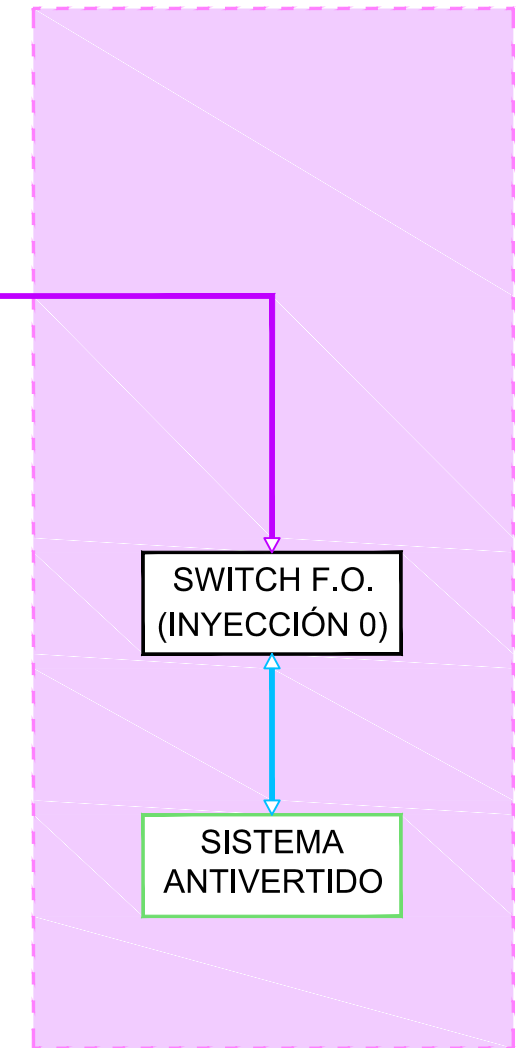 SWITCH F.O.
(INYECCIÓN 0)
SISTEMA
ANTIVERTIDO